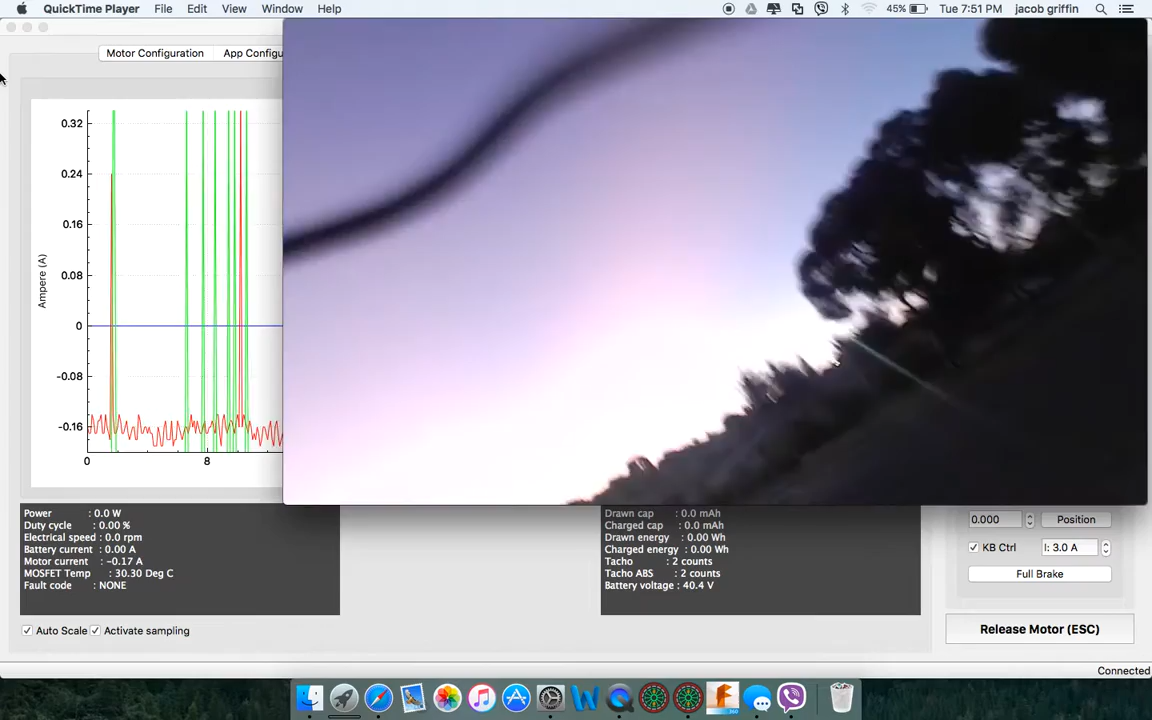 QuickTime Player File Edit View Window Help 45% Tue 7:51 PM jacob griffin
Motor Configuration App Configu
0.32
0.24
0.16
0.08
0
-0.08
-0.16
Ampere (A)
0 8
Power : 0.0 W
Duty cycle : 0.00 %
Electrical speed : 0.0 rpm
Battery current : 0.00 A
Motor current : -0.17 A
MOSFET Temp : 30.30 Deg C
Fault code : NONE
Drawn cap : 0.0 mAh
Charged cap : 0.0 mAh
Drawn energy : 0.00 Wh
Charged energy : 0.00 Wh
Tacho : 2 counts
Tacho ABS : 2 counts
Battery voltage : 40.4 V
0.000 Position
KB Ctrl I: 3.0 A
Full Brake
Auto Scale Activate sampling
Release Motor (ESC)
Connected